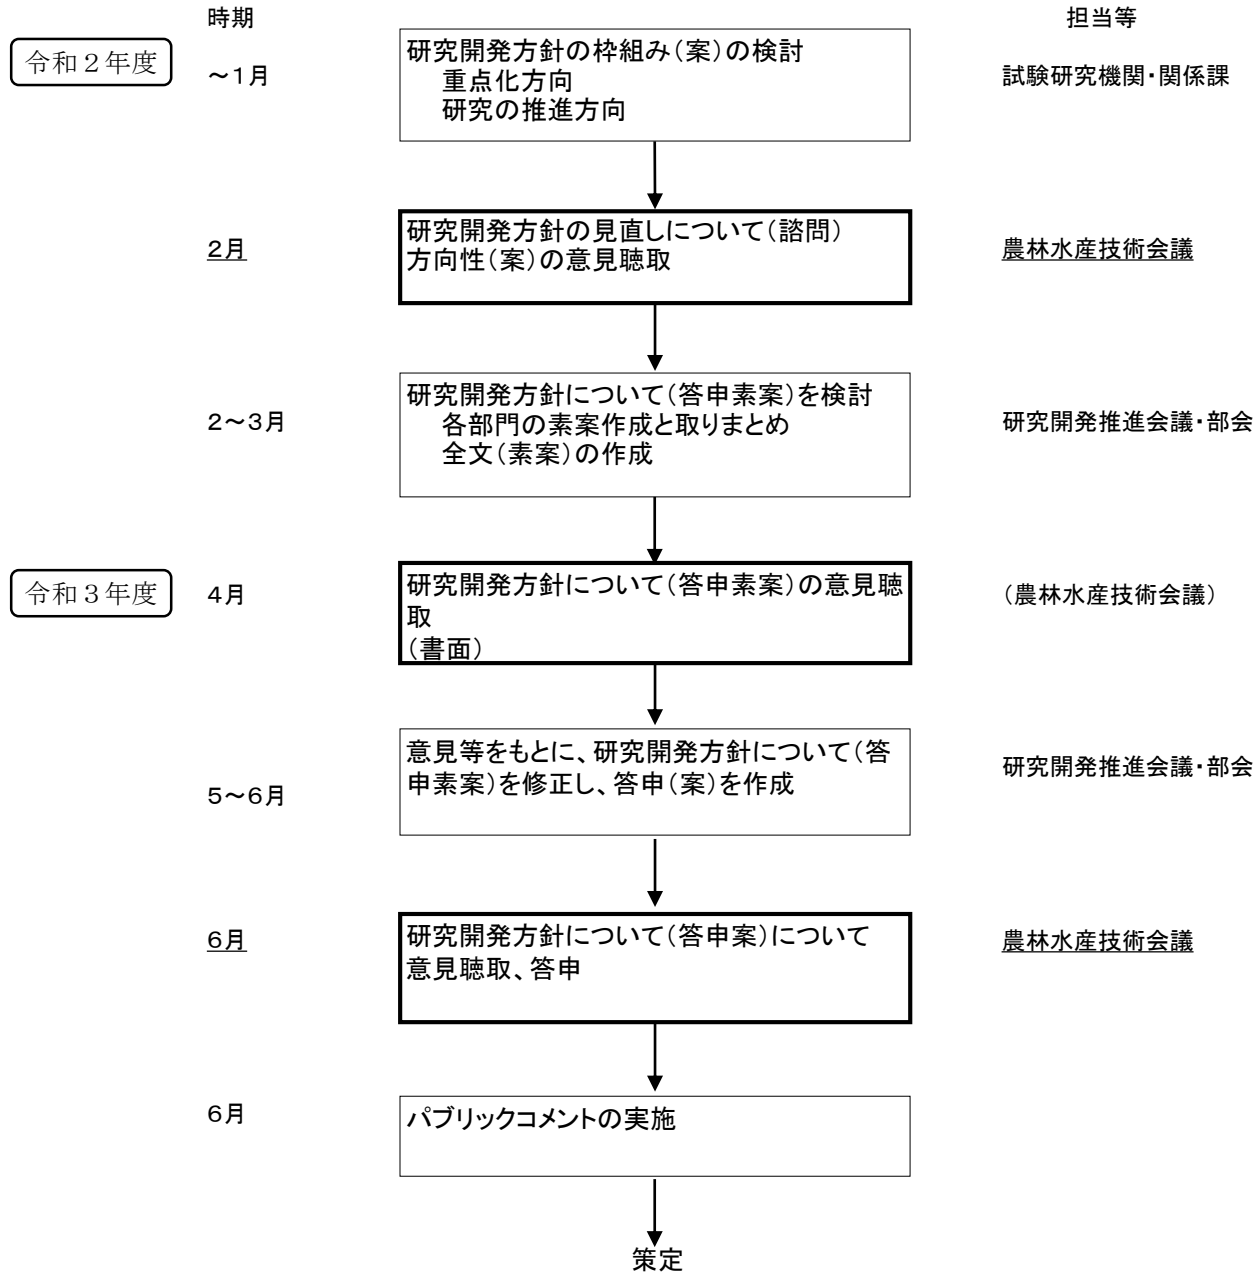 時期
担当等
令和２年度
～１月
研究開発方針の枠組み（案）の検討
重点化方向
研究の推進方向
試験研究機関・関係課
２月
研究開発方針の見直しについて（諮問）
方向性（案）の意見聴取
農林水産技術会議
２～３月
研究開発方針について（答申素案）を検討
各部門の素案作成と取りまとめ
全文（素案）の作成
研究開発推進会議・部会
令和３年度
４月
研究開発方針について（答申素案）の意見聴
取
（書面）
（農林水産技術会議）
５～６月
意見等をもとに、研究開発方針について（答
申素案）を修正し、答申（案）を作成
研究開発推進会議・部会
６月
研究開発方針について（答申案）について
意見聴取、答申
農林水産技術会議
６月
パブリックコメントの実施
策定